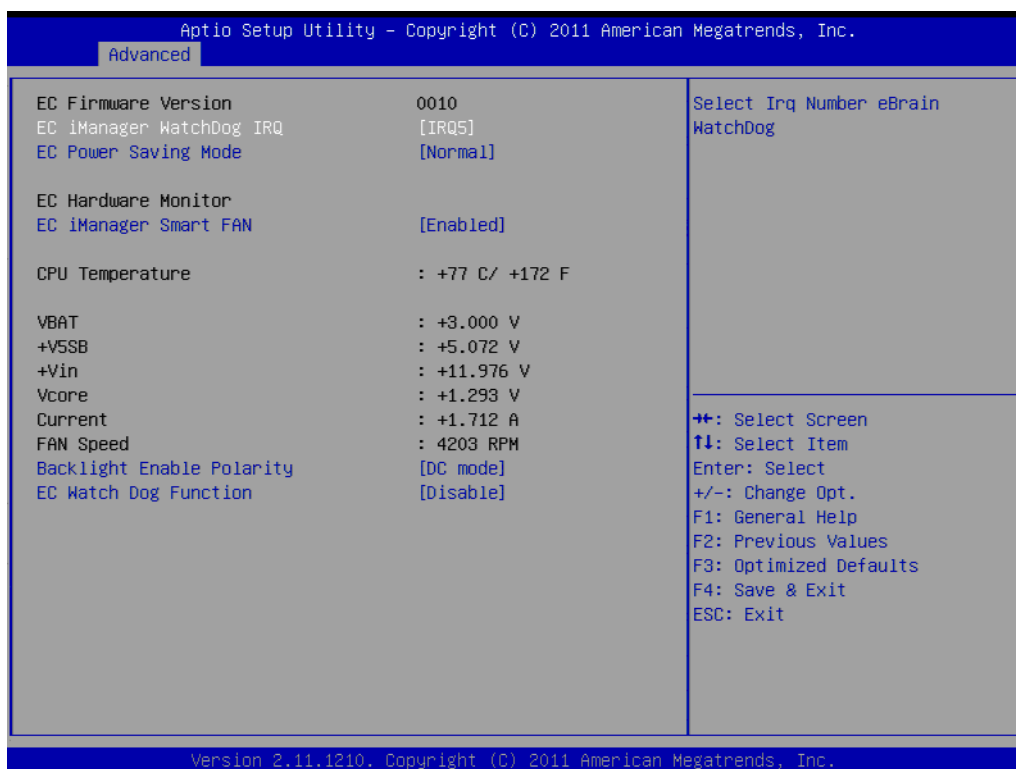 Aptio Setup Utility - Copyright (C) 2011 American Megatrends, Inc.
Advanced
EC Firmware Version 0010
EC iManager WatchDog IRQ [IRQ5]
EC Power Saving Mode [Normal]
EC Hardware Monitor
EC iManager Smart FAN [Enabled]
CPU Temperature : +77 C/ +172 F
VBAT : +3.000 V
+V5SB : +5.072 V
+Vin : +11.976 V
Vcore : +1.293 V
Current : +1.712 A
FAN Speed : 4203 RPM
Backlight Enable Polarity [DC mode]
EC Watch Dog Function [Disable]
Select Irq Number eBrain
WatchDog
→←: Select Screen
↑↓: Select Item
Enter: Select
+/-: Change Opt.
F1: General Help
F2: Previous Values
F3: Optimized Defaults
F4: Save & Exit
ESC: Exit
Version 2.11.1210. Copyright (C) 2011 American Megatrends, Inc.